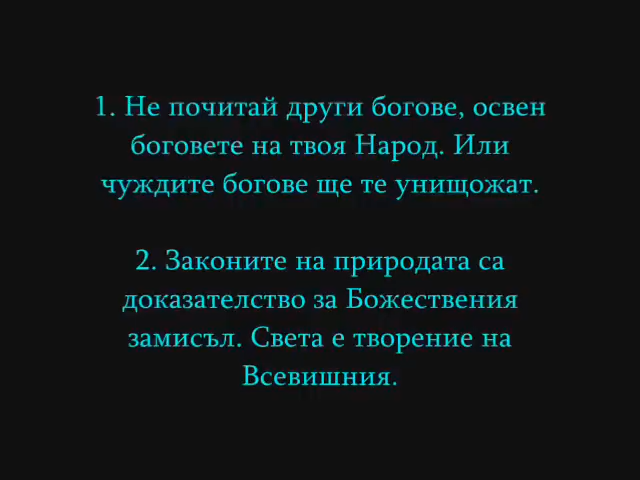 1. Не почитай други богове, освен
боговете на твоя Народ. Или
чуждите богове ще те унищожат.
2. Законите на природата са
доказателство за Божествения
замисъл. Света е творение на
Всевишния.